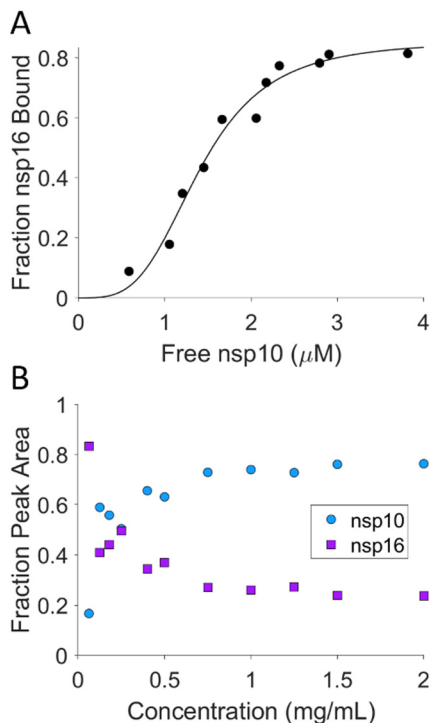 A
Fraction nsp16 Bound
0.8
0.6
0.4
0.2
0
0
1
2
3
4
Free nsp10 (μM)
B
Fraction Peak Area
1
0.8
0.6
0.4
0.2
0
nsp10
nsp16
0
0.5
1
1.5
2
Concentration (mg/mL)